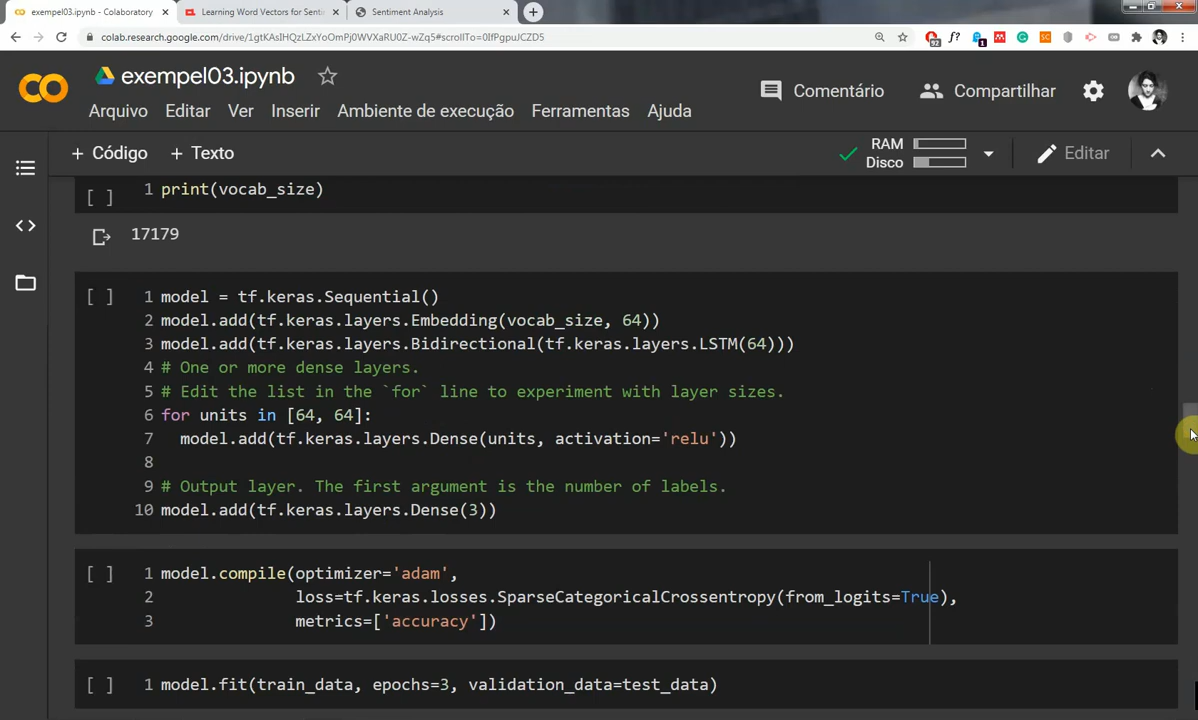 exempel03.ipynb - Colaboratory
Learning Word Vectors for Senti
Sentiment Analysis
colab.research.google.com/drive/1gtKAsIHQzLZxYoOmPj0WVXaRU0Z-wZq5#scrollTo=0IfPgpuJCZD5
exempel03.ipynb
Comentário
Compartilhar
Arquivo Editar Ver Inserir Ambiente de execução Ferramentas Ajuda
+ Código + Texto
RAM
Disco
Editar
[ ] 1 print(vocab_size)
17179
[ ] 1 model = tf.keras.Sequential()
2 model.add(tf.keras.layers.Embedding(vocab_size, 64))
3 model.add(tf.keras.layers.Bidirectional(tf.keras.layers.LSTM(64)))
4 # One or more dense layers.
5 # Edit the list in the `for` line to experiment with layer sizes.
6 for units in [64, 64]:
7 model.add(tf.keras.layers.Dense(units, activation='relu'))
8
9 # Output layer. The first argument is the number of labels.
10 model.add(tf.keras.layers.Dense(3))
[ ] 1 model.compile(optimizer='adam',
2 loss=tf.keras.losses.SparseCategoricalCrossentropy(from_logits=True),
3 metrics=['accuracy'])
[ ] 1 model.fit(train_data, epochs=3, validation_data=test_data)